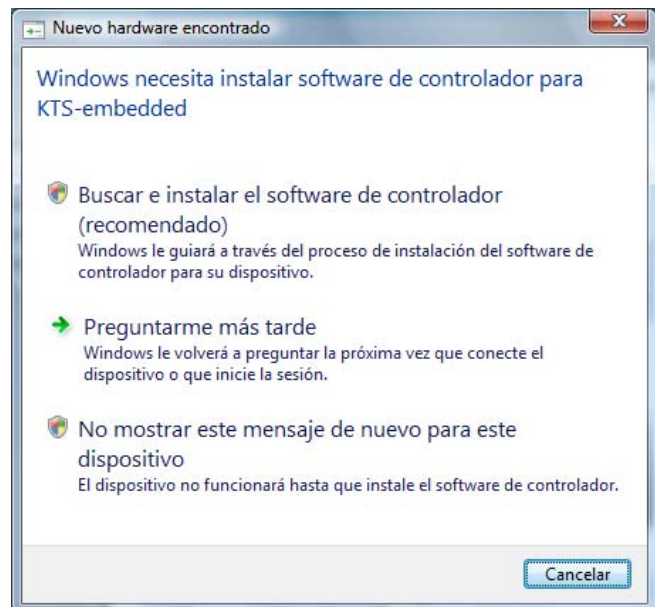 Nuevo hardware encontrado
Windows necesita instalar software de controlador para
KTS-embedded
Buscar e instalar el software de controlador
(recomendado)
Windows le guiará a través del proceso de instalación del software de
controlador para su dispositivo.
Preguntarme más tarde
Windows le volverá a preguntar la próxima vez que conecte el
dispositivo o que inicie la sesión.
No mostrar este mensaje de nuevo para este
dispositivo
El dispositivo no funcionará hasta que instale el software de controlador.
Cancelar